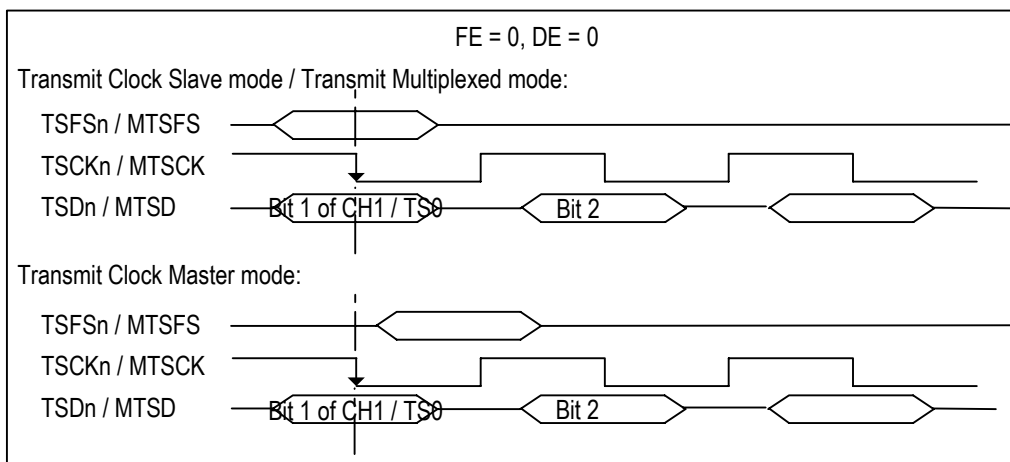 FE = 0, DE = 0
Transmit Clock Slave mode / Transmit Multiplexed mode:
TSFSn / MTSFS
TSCKn / MTSCK
TSDn / MTSD
Bit 1 of CH1 / TS0
Bit 2
Transmit Clock Master mode:
TSFSn / MTSFS
TSCKn / MTSCK
TSDn / MTSD
Bit 1 of CH1 / TS0
Bit 2